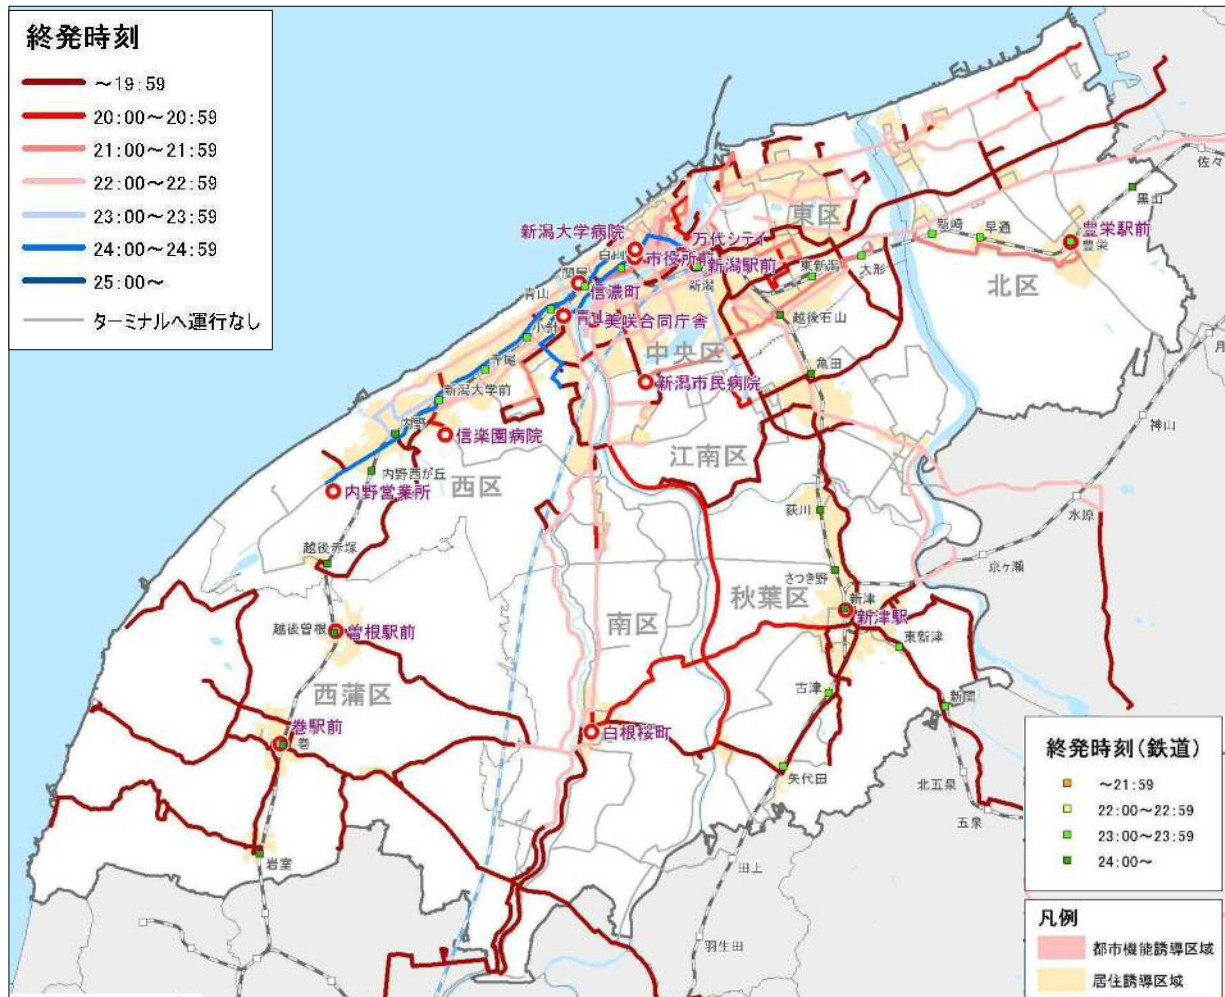 終発時刻
～19:59
20:00～20:59
21:00～21:59
22:00～22:59
23:00～23:59
24:00～24:59
25:00～
ターミナルへ運行なし
佐々
黒山
豊栄駅前
豊栄
早通
新崎
北区
東区
大形
東新潟
新潟大学病院
万代シテイ
市役所前
新潟駅前
新潟
白山
関屋
信濃町
青山
美咲合同庁舎
小針
越後石山
中央区
寺尾
亀田
新潟市民病院
新潟大学前
月
神山
内野
信楽園病院
江南区
内野西が丘
西区
内野営業所
荻川
水原
越後赤塚
さつき野
京ヶ瀬
秋葉区
新津
新津駅
南区
越後曽根
曽根駅前
東新津
西蒲区
古津
新関
巻駅前
巻
白根桜町
矢代田
北五泉
五泉
岩室
田上
羽生田
終発時刻(鉄道)
～21:59
22:00～22:59
23:00～23:59
24:00～
凡例
都市機能誘導区域
居住誘導区域